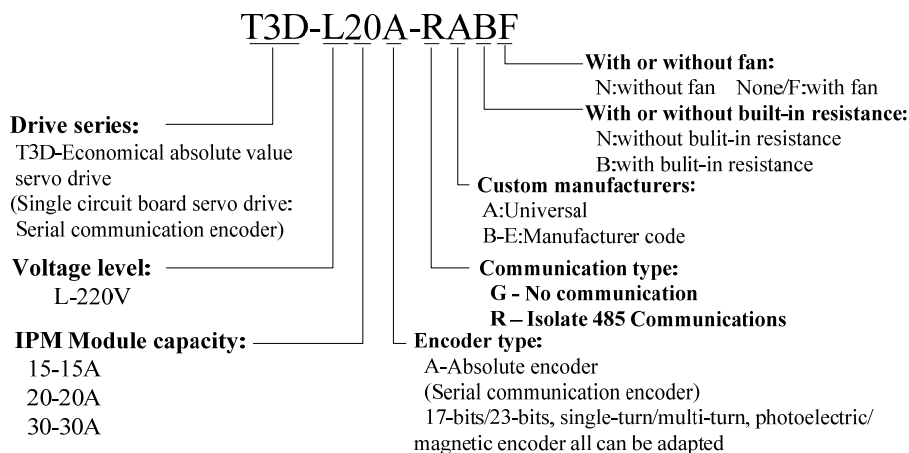 T3D-L20A-RABF
With or without fan:
N:without fan None/F:with fan
With or without built-in resistance:
N:without bulit-in resistance
B:with bulit-in resistance
Drive series:
T3D-Economical absolute value
servo drive
(Single circuit board servo drive:
Serial communication encoder)
Custom manufacturers:
A:Universal
B-E:Manufacturer code
Voltage level:
L-220V
Communication type:
G - No communication
R – Isolate 485 Communications
IPM Module capacity:
15-15A
20-20A
30-30A
Encoder type:
A-Absolute encoder
(Serial communication encoder)
17-bits/23-bits, single-turn/multi-turn, photoelectric/
magnetic encoder all can be adapted